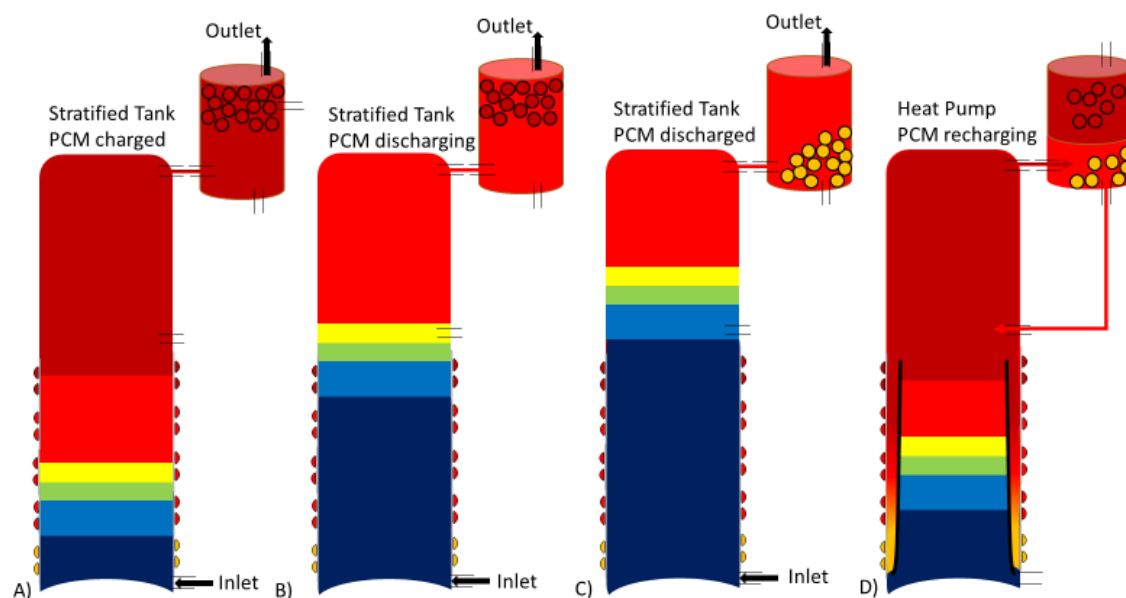 Outlet
Stratified Tank
PCM charged
A)
Inlet
Outlet
Stratified Tank
PCM discharging
B)
Inlet
Outlet
Stratified Tank
PCM discharged
C)
Inlet
Heat Pump
PCM recharging
D)